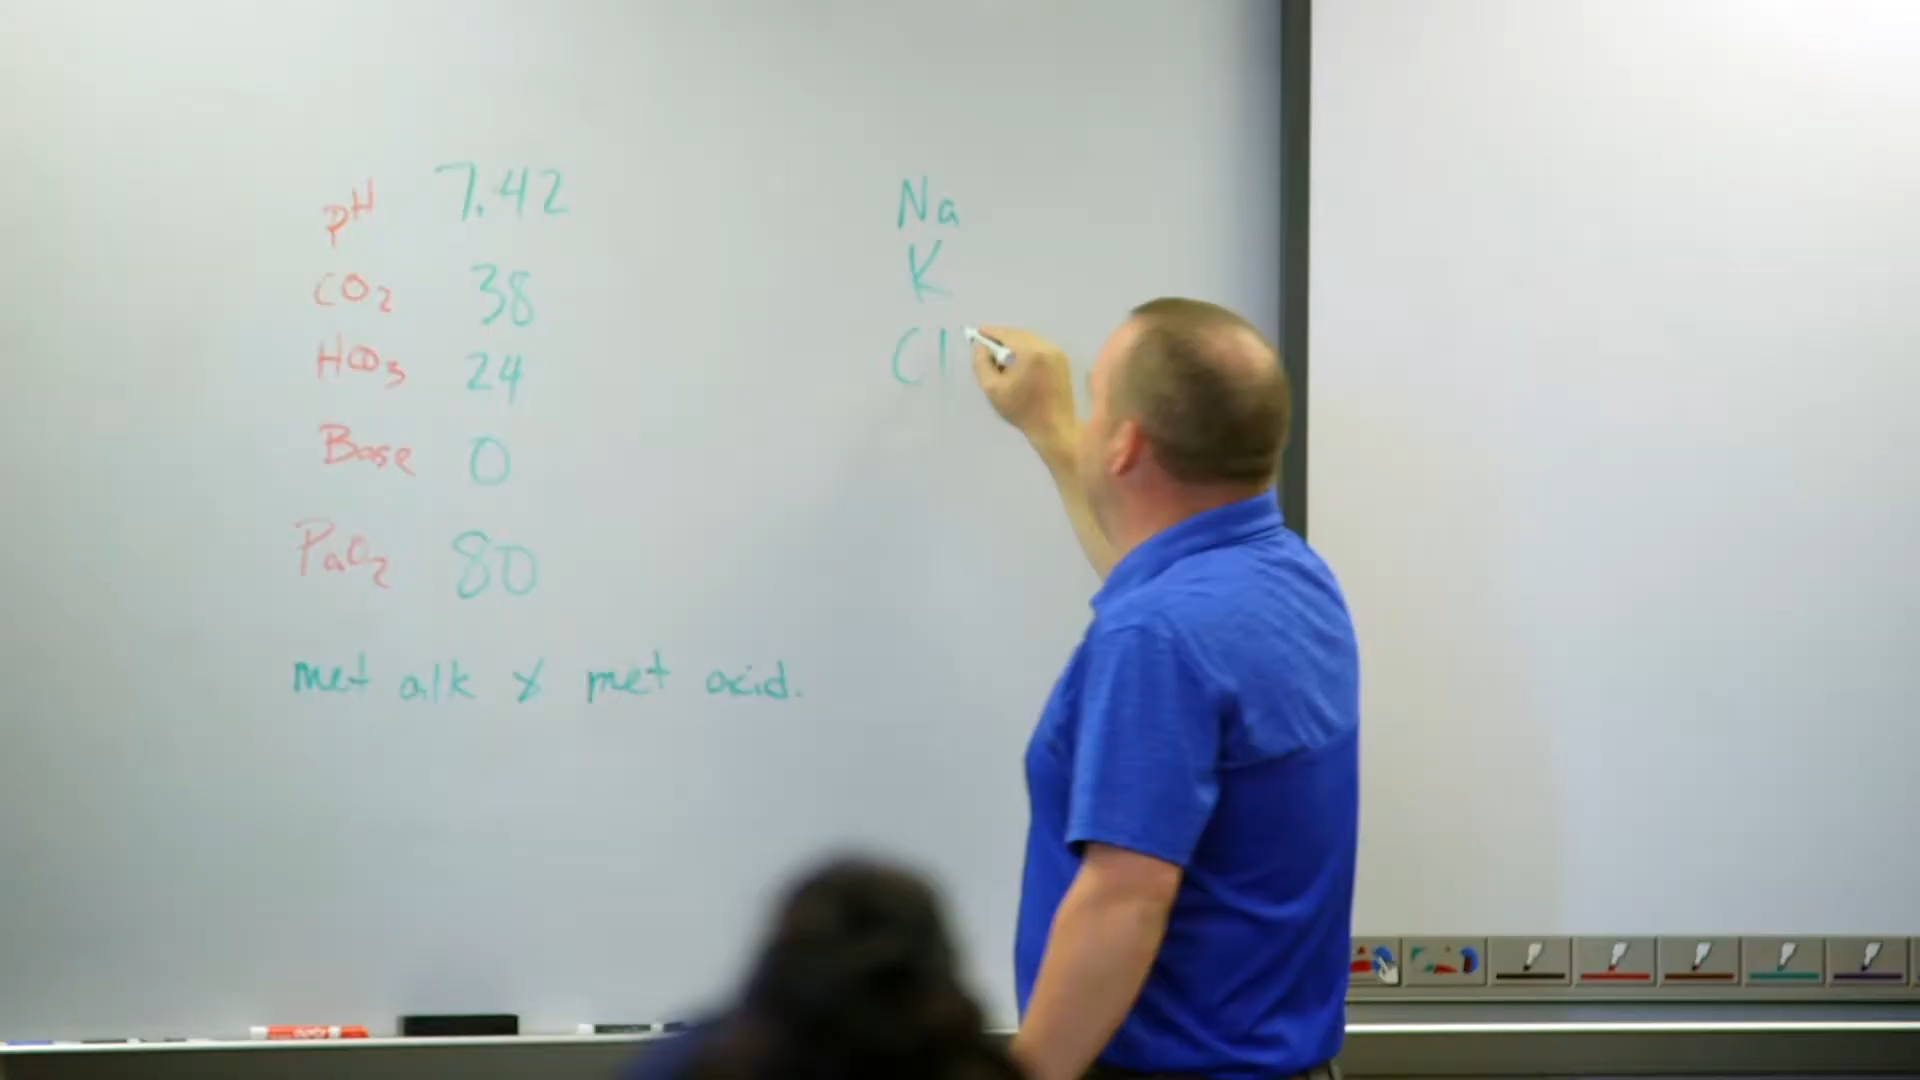 pH 7.42
CO2 38
HCO3 24
Base 0
PaO2 80
met alk & met acid.
Na
K
Cl